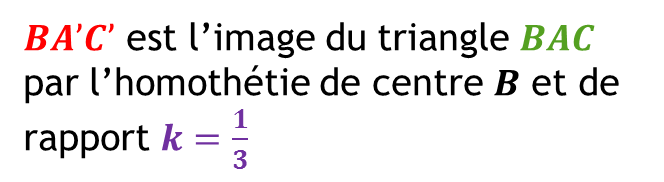 BA’C’ est l’image du triangle BAC
par l’homothétie de centre B et de
rapport k = 1/3